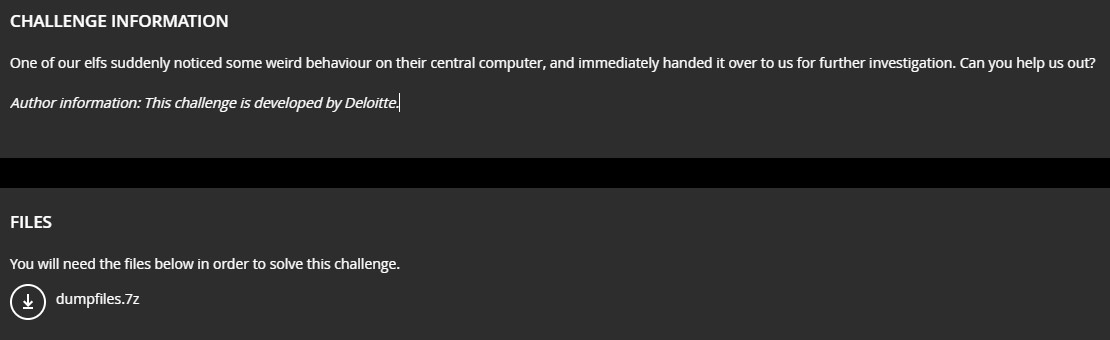 CHALLENGE INFORMATION
One of our elfs suddenly noticed some weird behaviour on their central computer, and immediately handed it over to us for further investigation. Can you help us out?
Author information: This challenge is developed by Deloitte.
FILES
You will need the files below in order to solve this challenge.
dumpfiles.7z